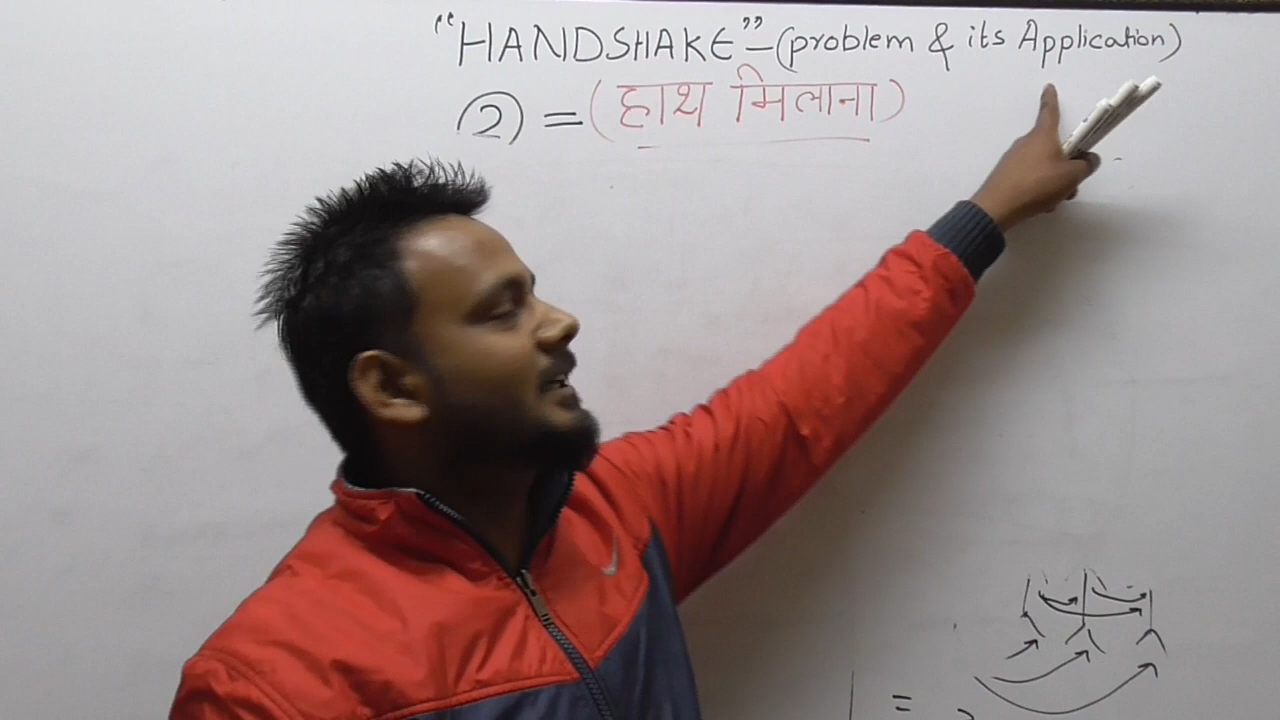 "HANDSHAKE" – (problem & its Application)
② = (हाथ मिलाना)
=